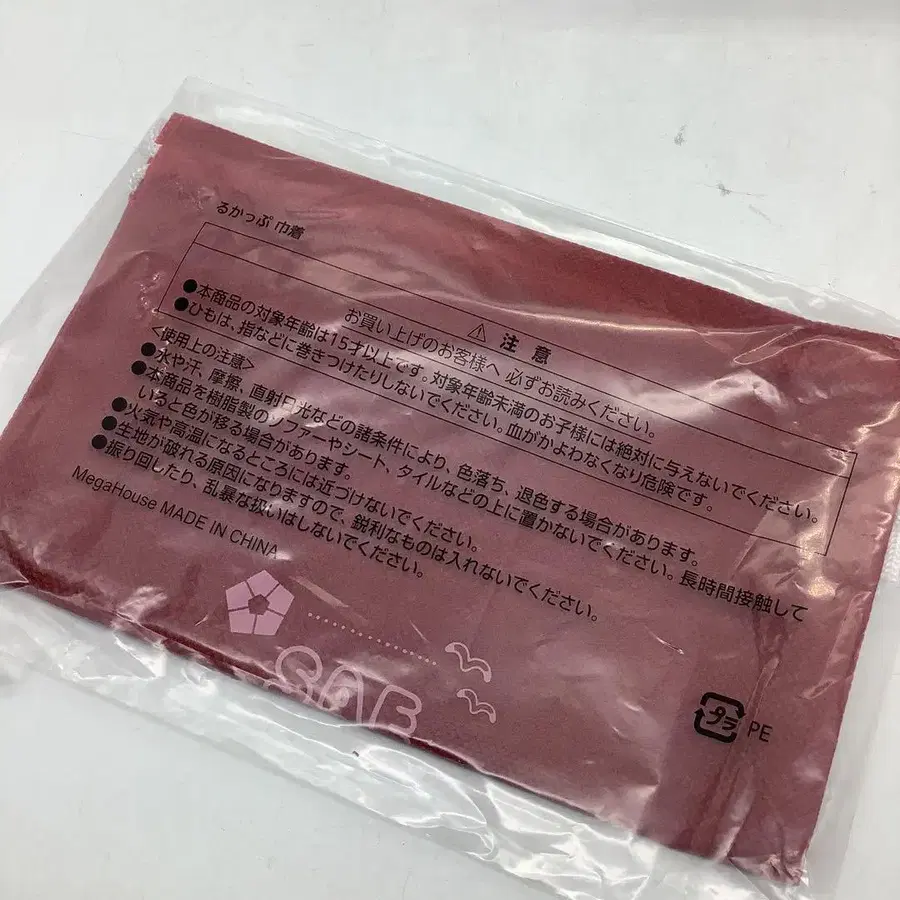 るかっぷ 巾着
⚠ 注 意
お買い上げのお客様へ 必ずお読みください。
●本商品の対象年齢は15才以上です。対象年齢未満のお子様には絶対に与えないでください。
●ひもは、指などに巻きつけたりしないでください。血がかよわなくなり危険です。
<使用上の注意>
●水や汗、摩擦、直射日光などの諸条件により、色落ち、退色する場合があります。
●本商品を樹脂製のソファーやシート、タイルなどの上に置かないでください。長時間接触して
いると色が移る場合があります。
●火気や高温になるところには近づけないでください。
●生地が破れる原因になりますので、鋭利なものは入れないでください。
●振り回したり、乱暴な扱いはしないでください。
MegaHouse MADE IN CHINA
SAE
プラ PE